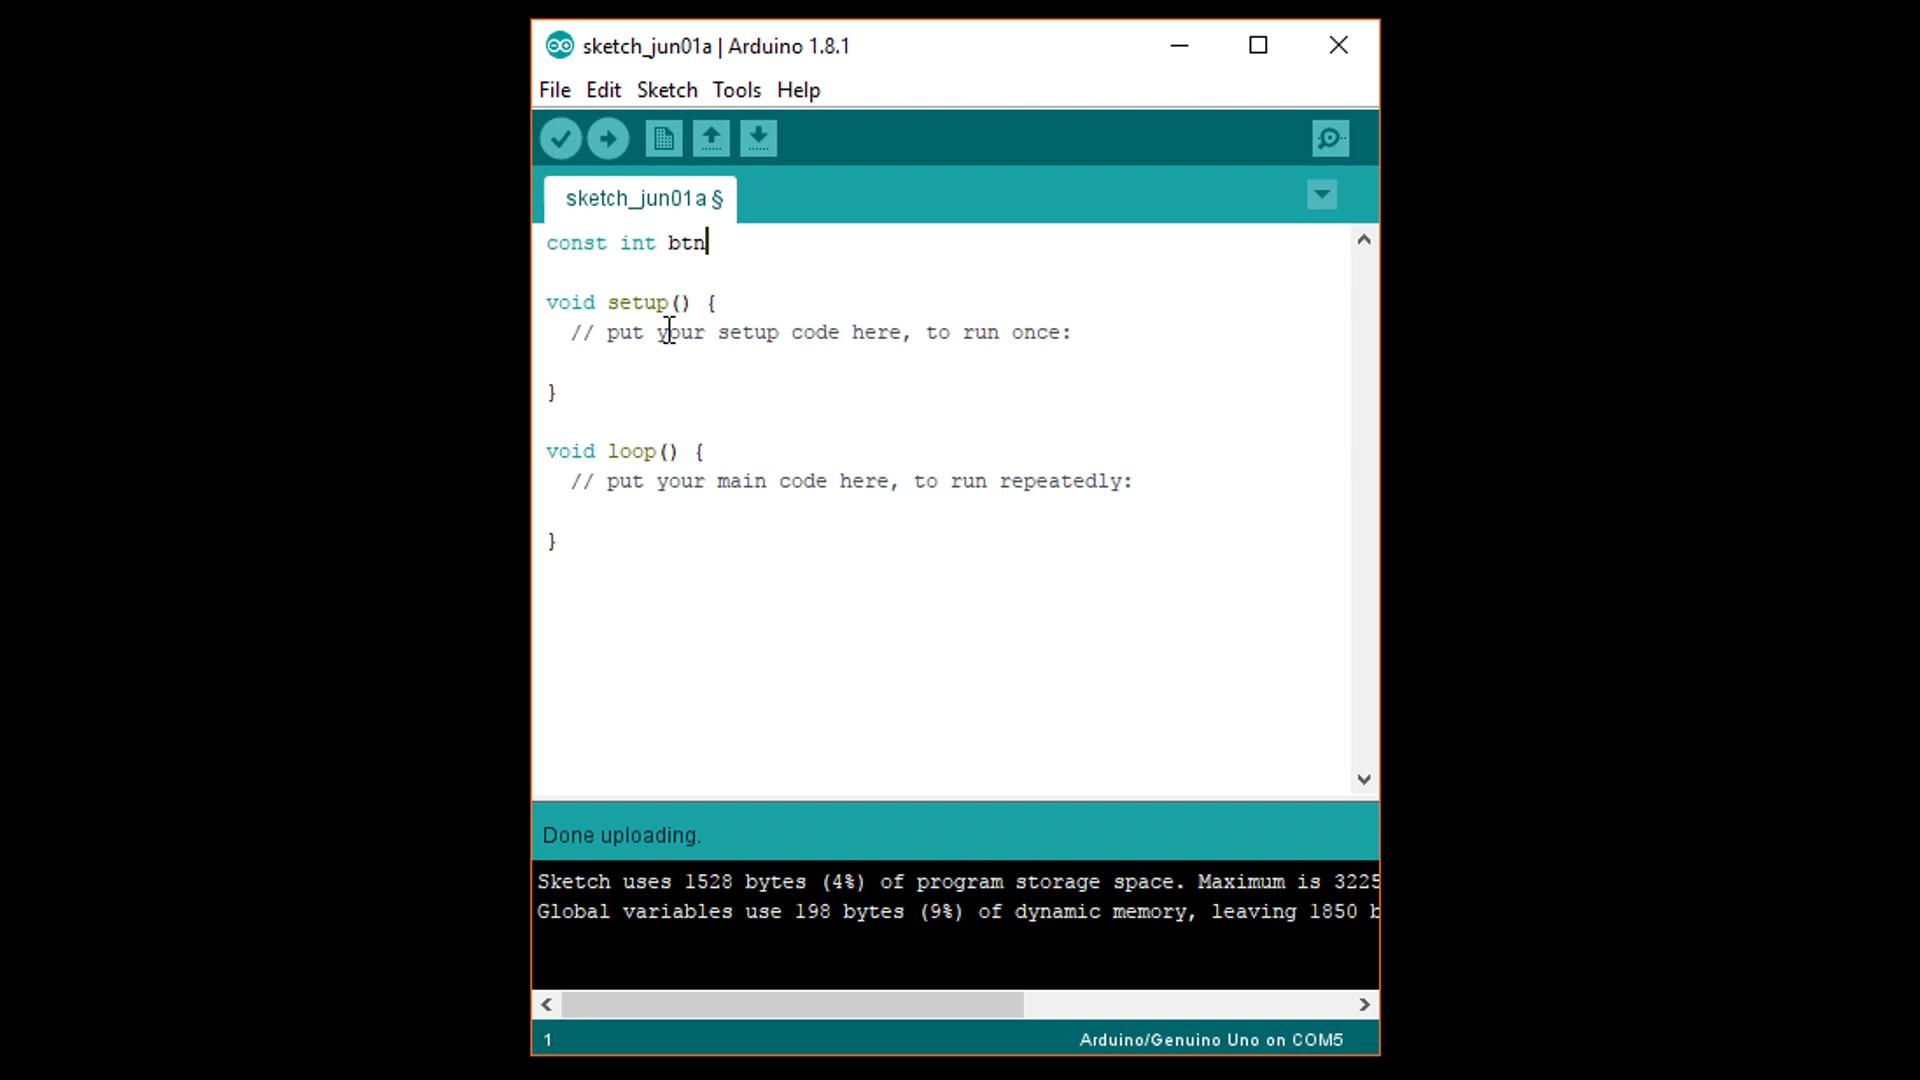 sketch_jun01a | Arduino 1.8.1
File Edit Sketch Tools Help
sketch_jun01a §
const int btn
void setup() {
// put your setup code here, to run once:
}
void loop() {
// put your main code here, to run repeatedly:
}
Done uploading.
Sketch uses 1528 bytes (4%) of program storage space. Maximum is 3225
Global variables use 198 bytes (9%) of dynamic memory, leaving 1850 b
1 Arduino/Genuino Uno on COM5